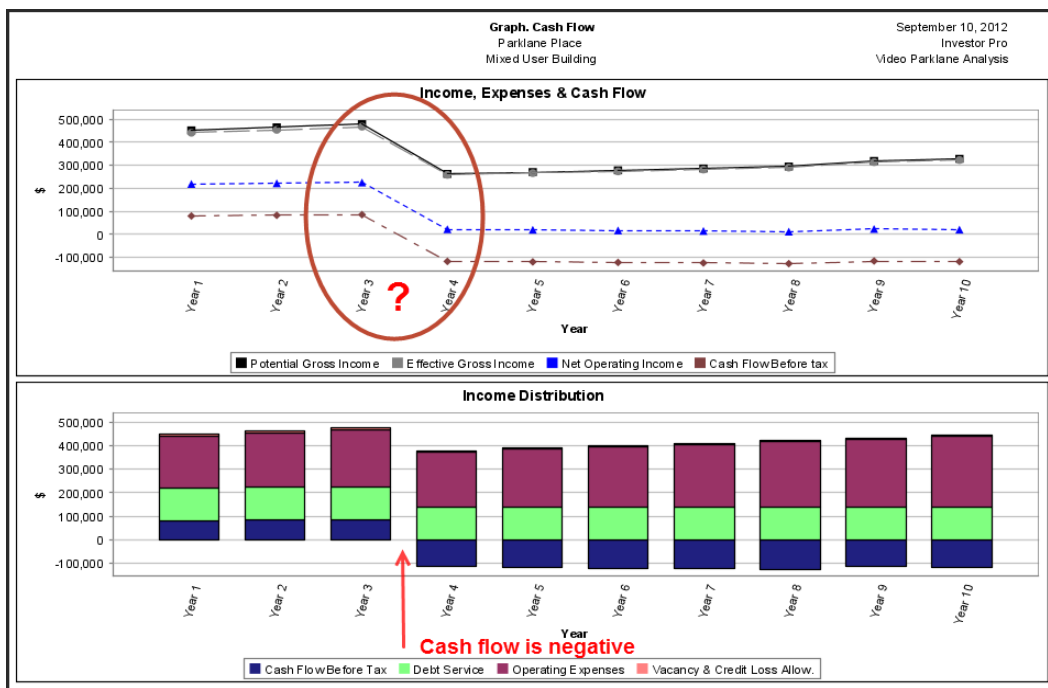 Graph. Cash Flow
Parklane Place
Mixed User Building
September 10, 2012
Investor Pro
Video Parklane Analysis
Income, Expenses & Cash Flow
500,000
400,000
300,000
200,000
100,000
0
-100,000
$
Year 1
Year 2
Year 3
Year 4
Year 5
Year 6
Year 7
Year 8
Year 9
Year 10
?
Year
Potential Gross Income Effective Gross Income Net Operating Income Cash Flow Before tax
Income Distribution
500,000
400,000
300,000
200,000
100,000
0
-100,000
$
Year 1
Year 2
Year 3
Year 4
Year 5
Year 6
Year 7
Year 8
Year 9
Year 10
Year
Cash flow is negative
Cash Flow Before Tax Debt Service Operating Expenses Vacancy & Credit Loss Allow.